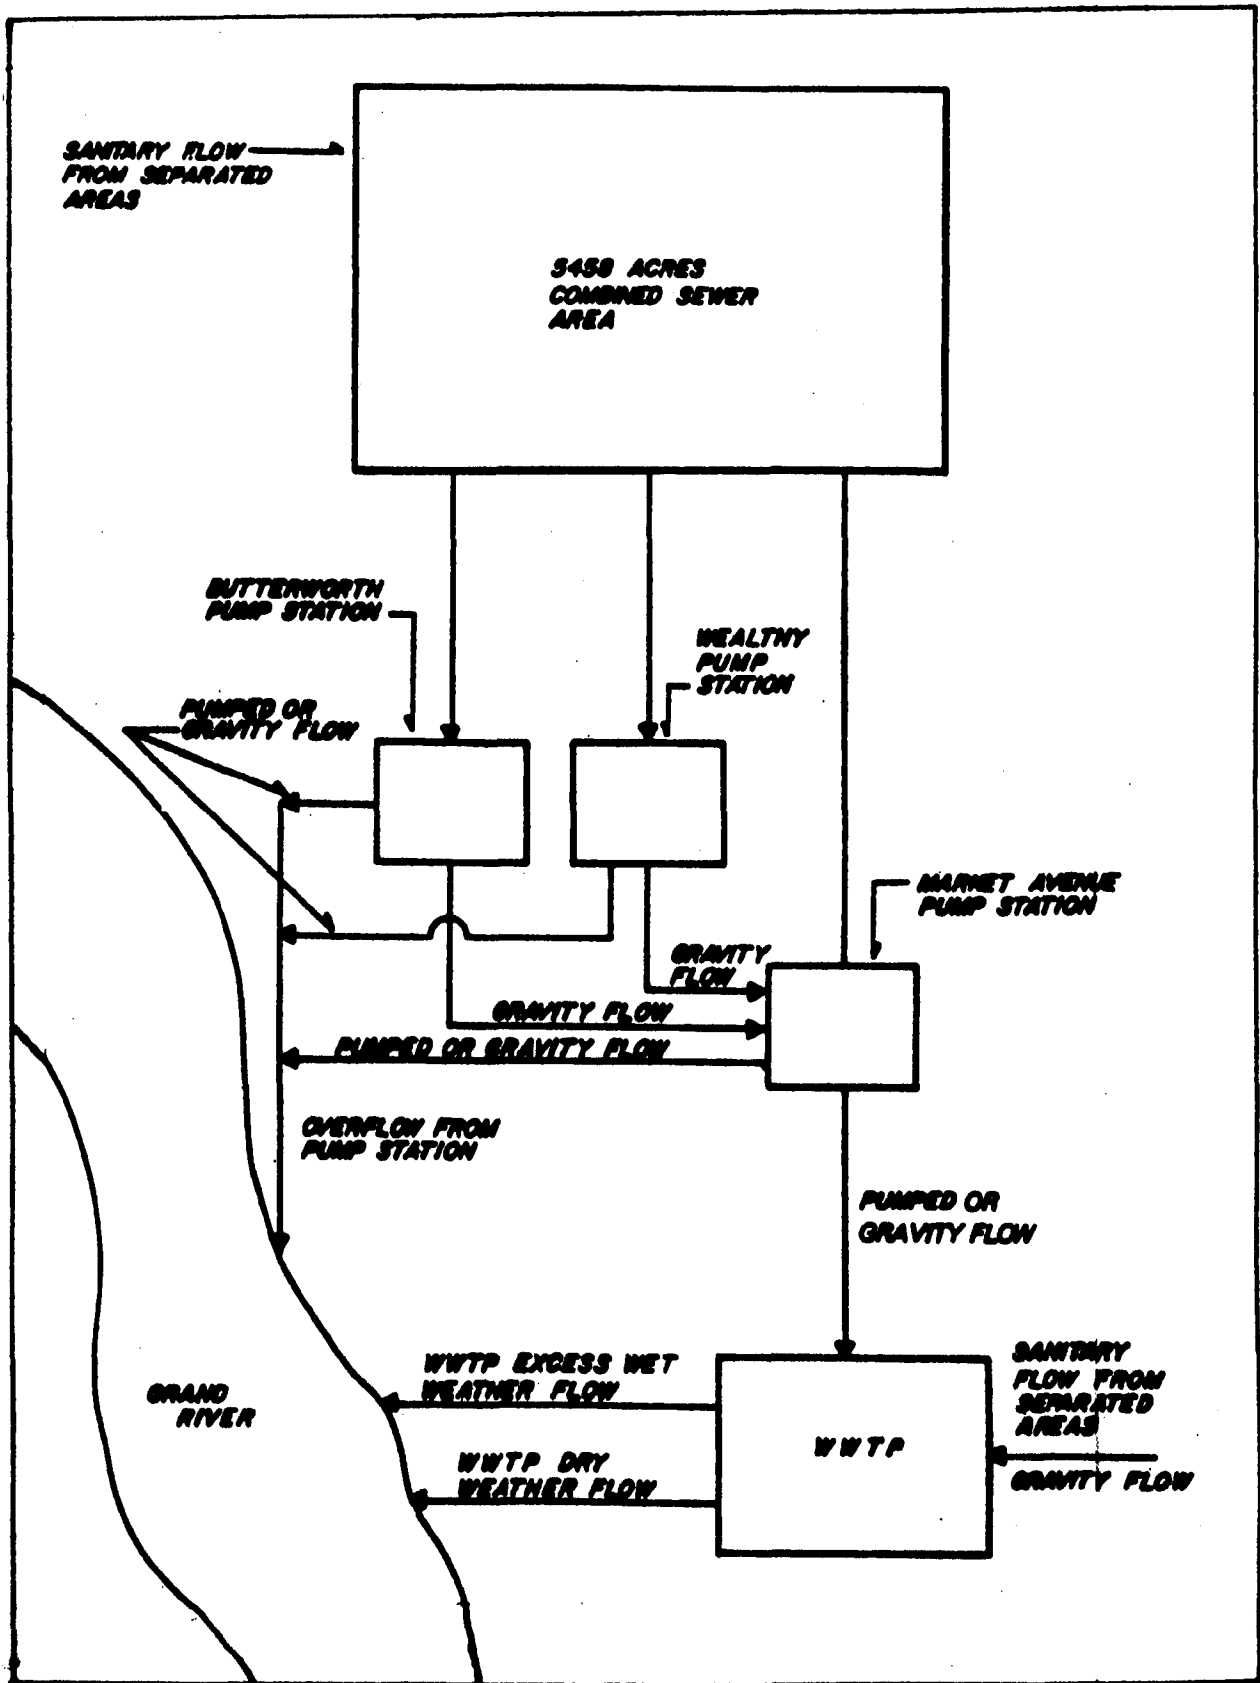 SANITARY FLOW
FROM SEPARATED
AREAS
5458 ACRES
COMBINED SEWER
AREA
BUTTERWORTH
PUMP STATION
WEALTHY
PUMP
STATION
PUMPED OR
GRAVITY FLOW
MARKET AVENUE
PUMP STATION
GRAVITY
FLOW
GRAVITY FLOW
PUMPED OR GRAVITY FLOW
OVERFLOW FROM
PUMP STATION
PUMPED OR
GRAVITY FLOW
SANITARY
FLOW FROM
SEPARATED
AREAS
GRAVITY FLOW
WWTP EXCESS WET
WEATHER FLOW
GRAND
RIVER
WWTP
WWTP DRY
WEATHER FLOW